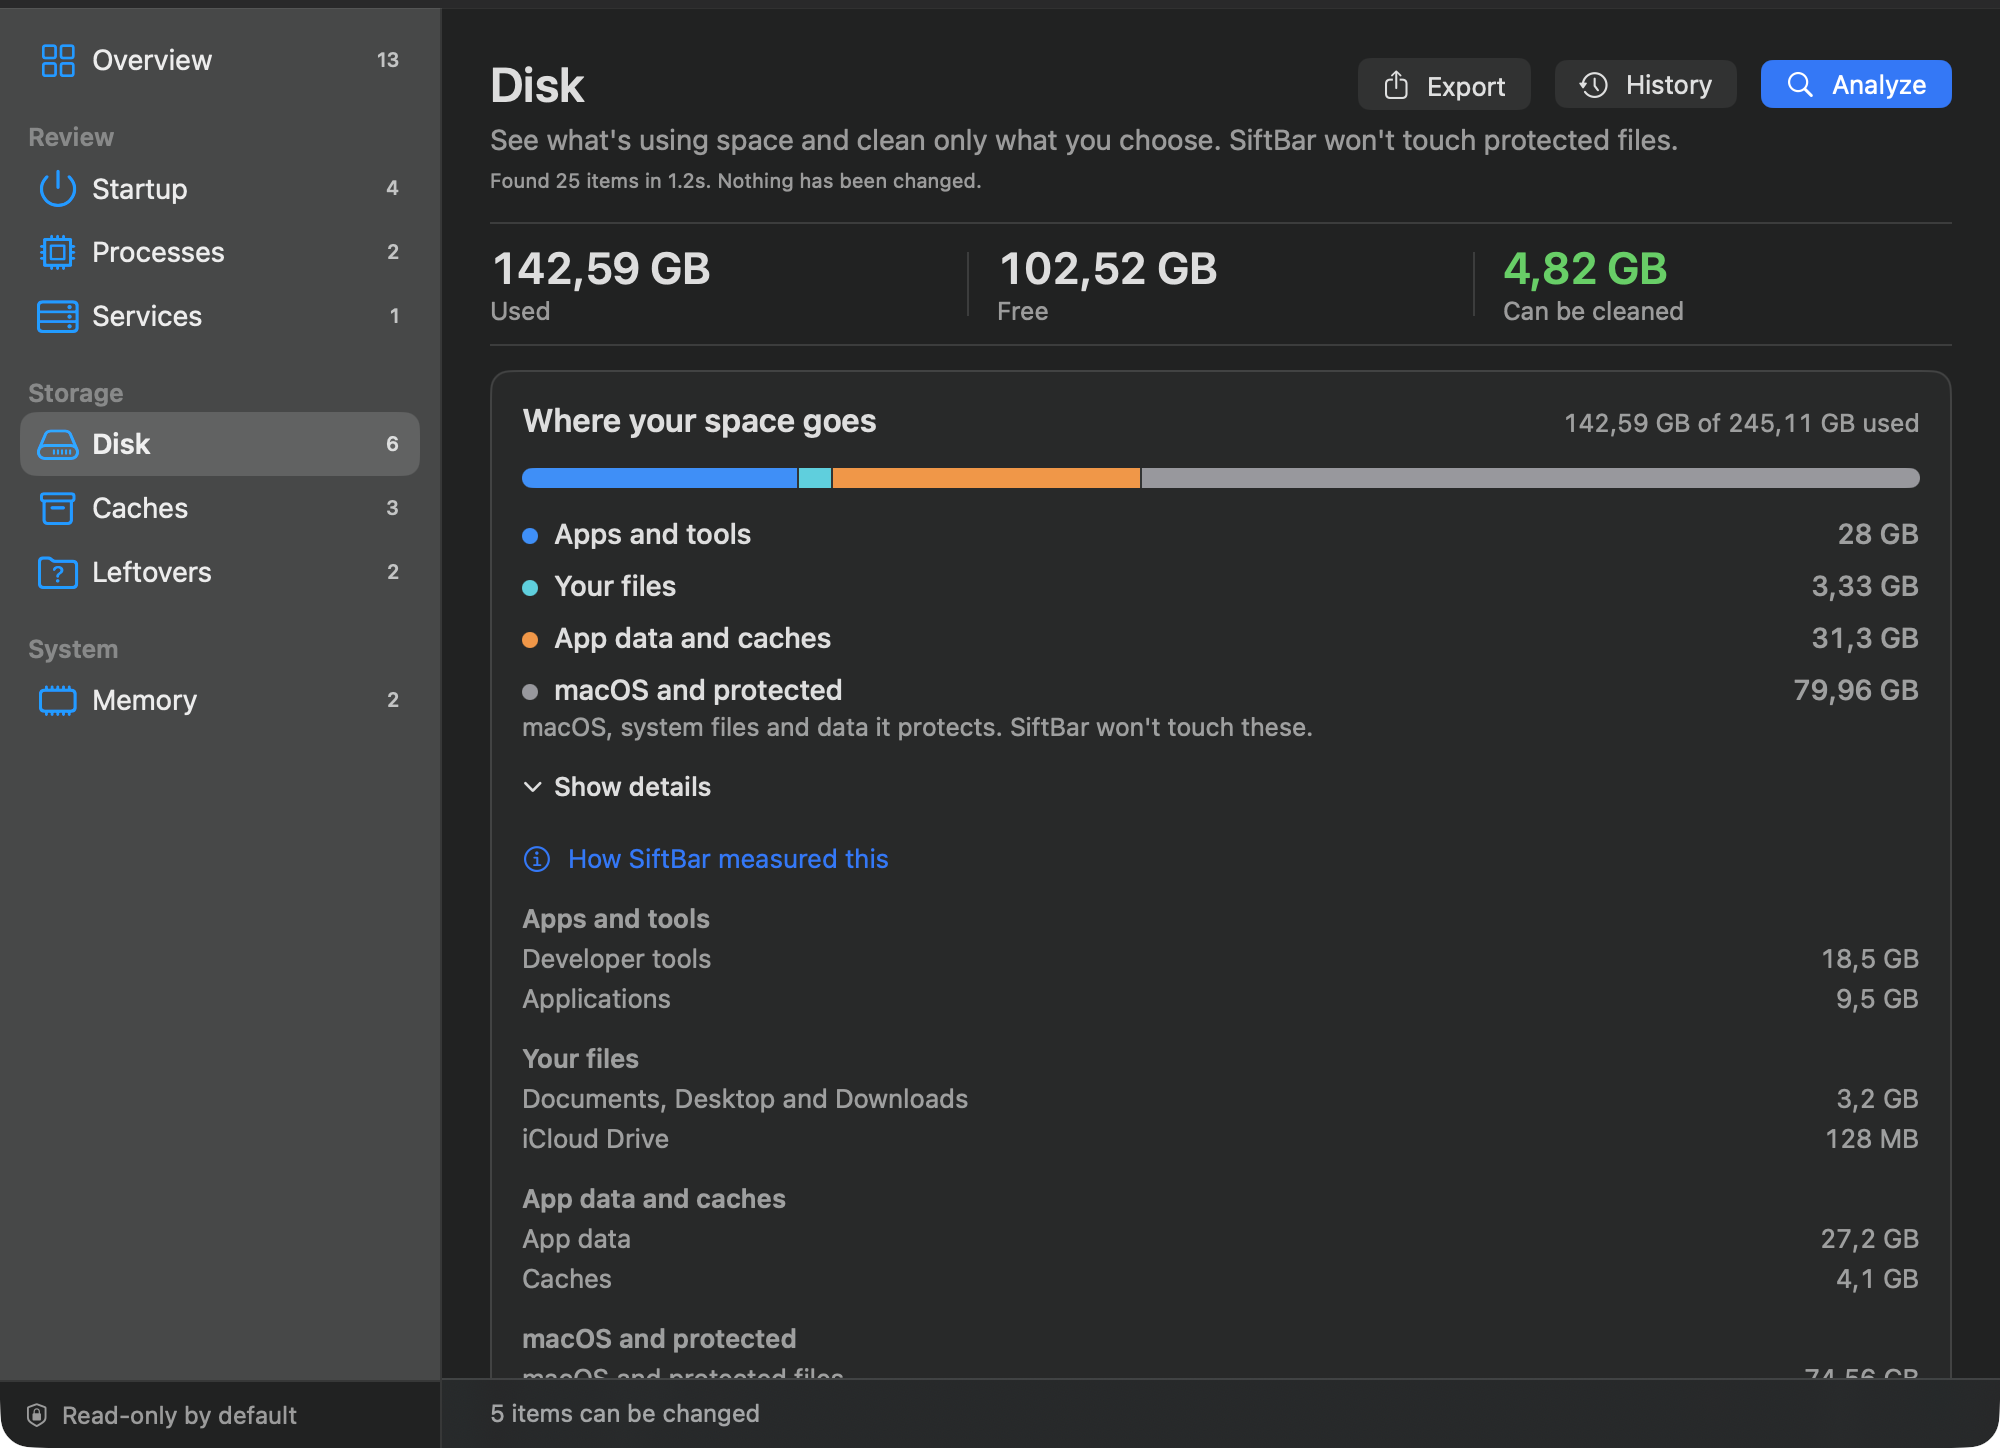 Overview 13
Review
Startup 4
Processes 2
Services 1
Storage
Disk 6
Caches 3
Leftovers 2
System
Memory 2
Read-only by default
Disk
Export
History
Analyze
See what's using space and clean only what you choose. SiftBar won't touch protected files.
Found 25 items in 1.2s. Nothing has been changed.
142,59 GB
Used
102,52 GB
Free
4,82 GB
Can be cleaned
Where your space goes
142,59 GB of 245,11 GB used
Apps and tools 28 GB
Your files 3,33 GB
App data and caches 31,3 GB
macOS and protected 79,96 GB
macOS, system files and data it protects. SiftBar won't touch these.
Show details
How SiftBar measured this
Apps and tools
Developer tools 18,5 GB
Applications 9,5 GB
Your files
Documents, Desktop and Downloads 3,2 GB
iCloud Drive 128 MB
App data and caches
App data 27,2 GB
Caches 4,1 GB
macOS and protected
macOS and protected files 74,56 GB
5 items can be changed